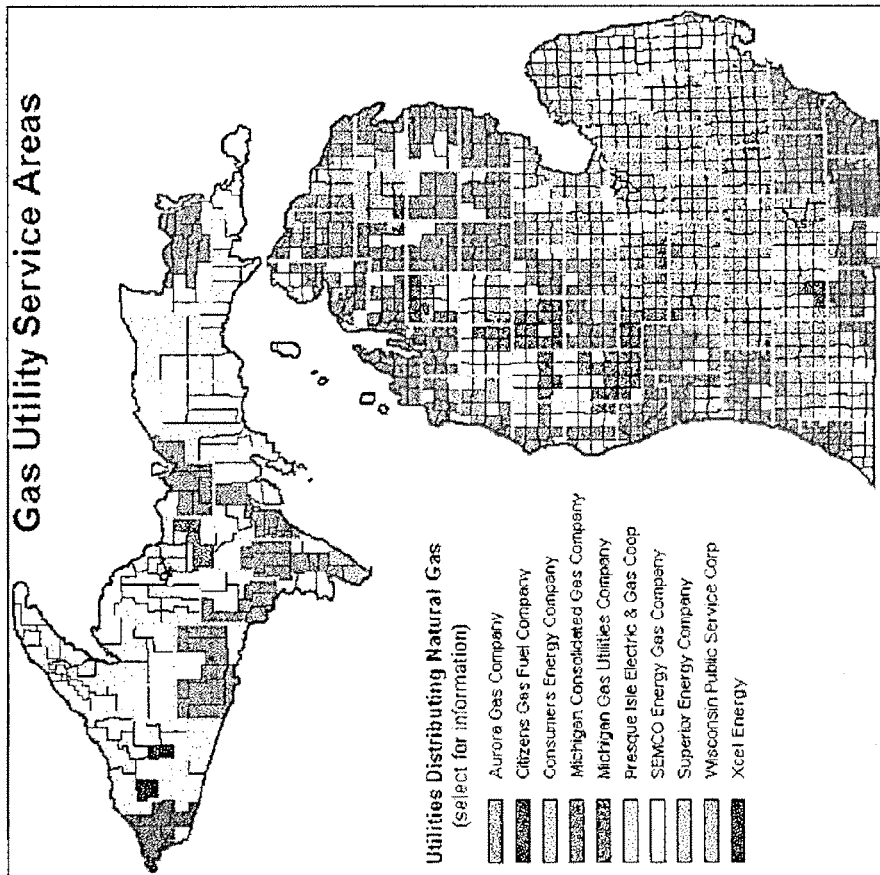 Gas Utility Service Areas
Utilities Distributing Natural Gas
(select for information)
Aurora Gas Company
Citizens Gas Fuel Company
Consumers Energy Company
Michigan Consolidated Gas Company
Michigan Gas Utilities Company
Presque Isle Electric & Gas Coop
SEMCO Energy Gas Company
Superior Energy Company
Wisconsin Public Service Corp
Xcel Energy